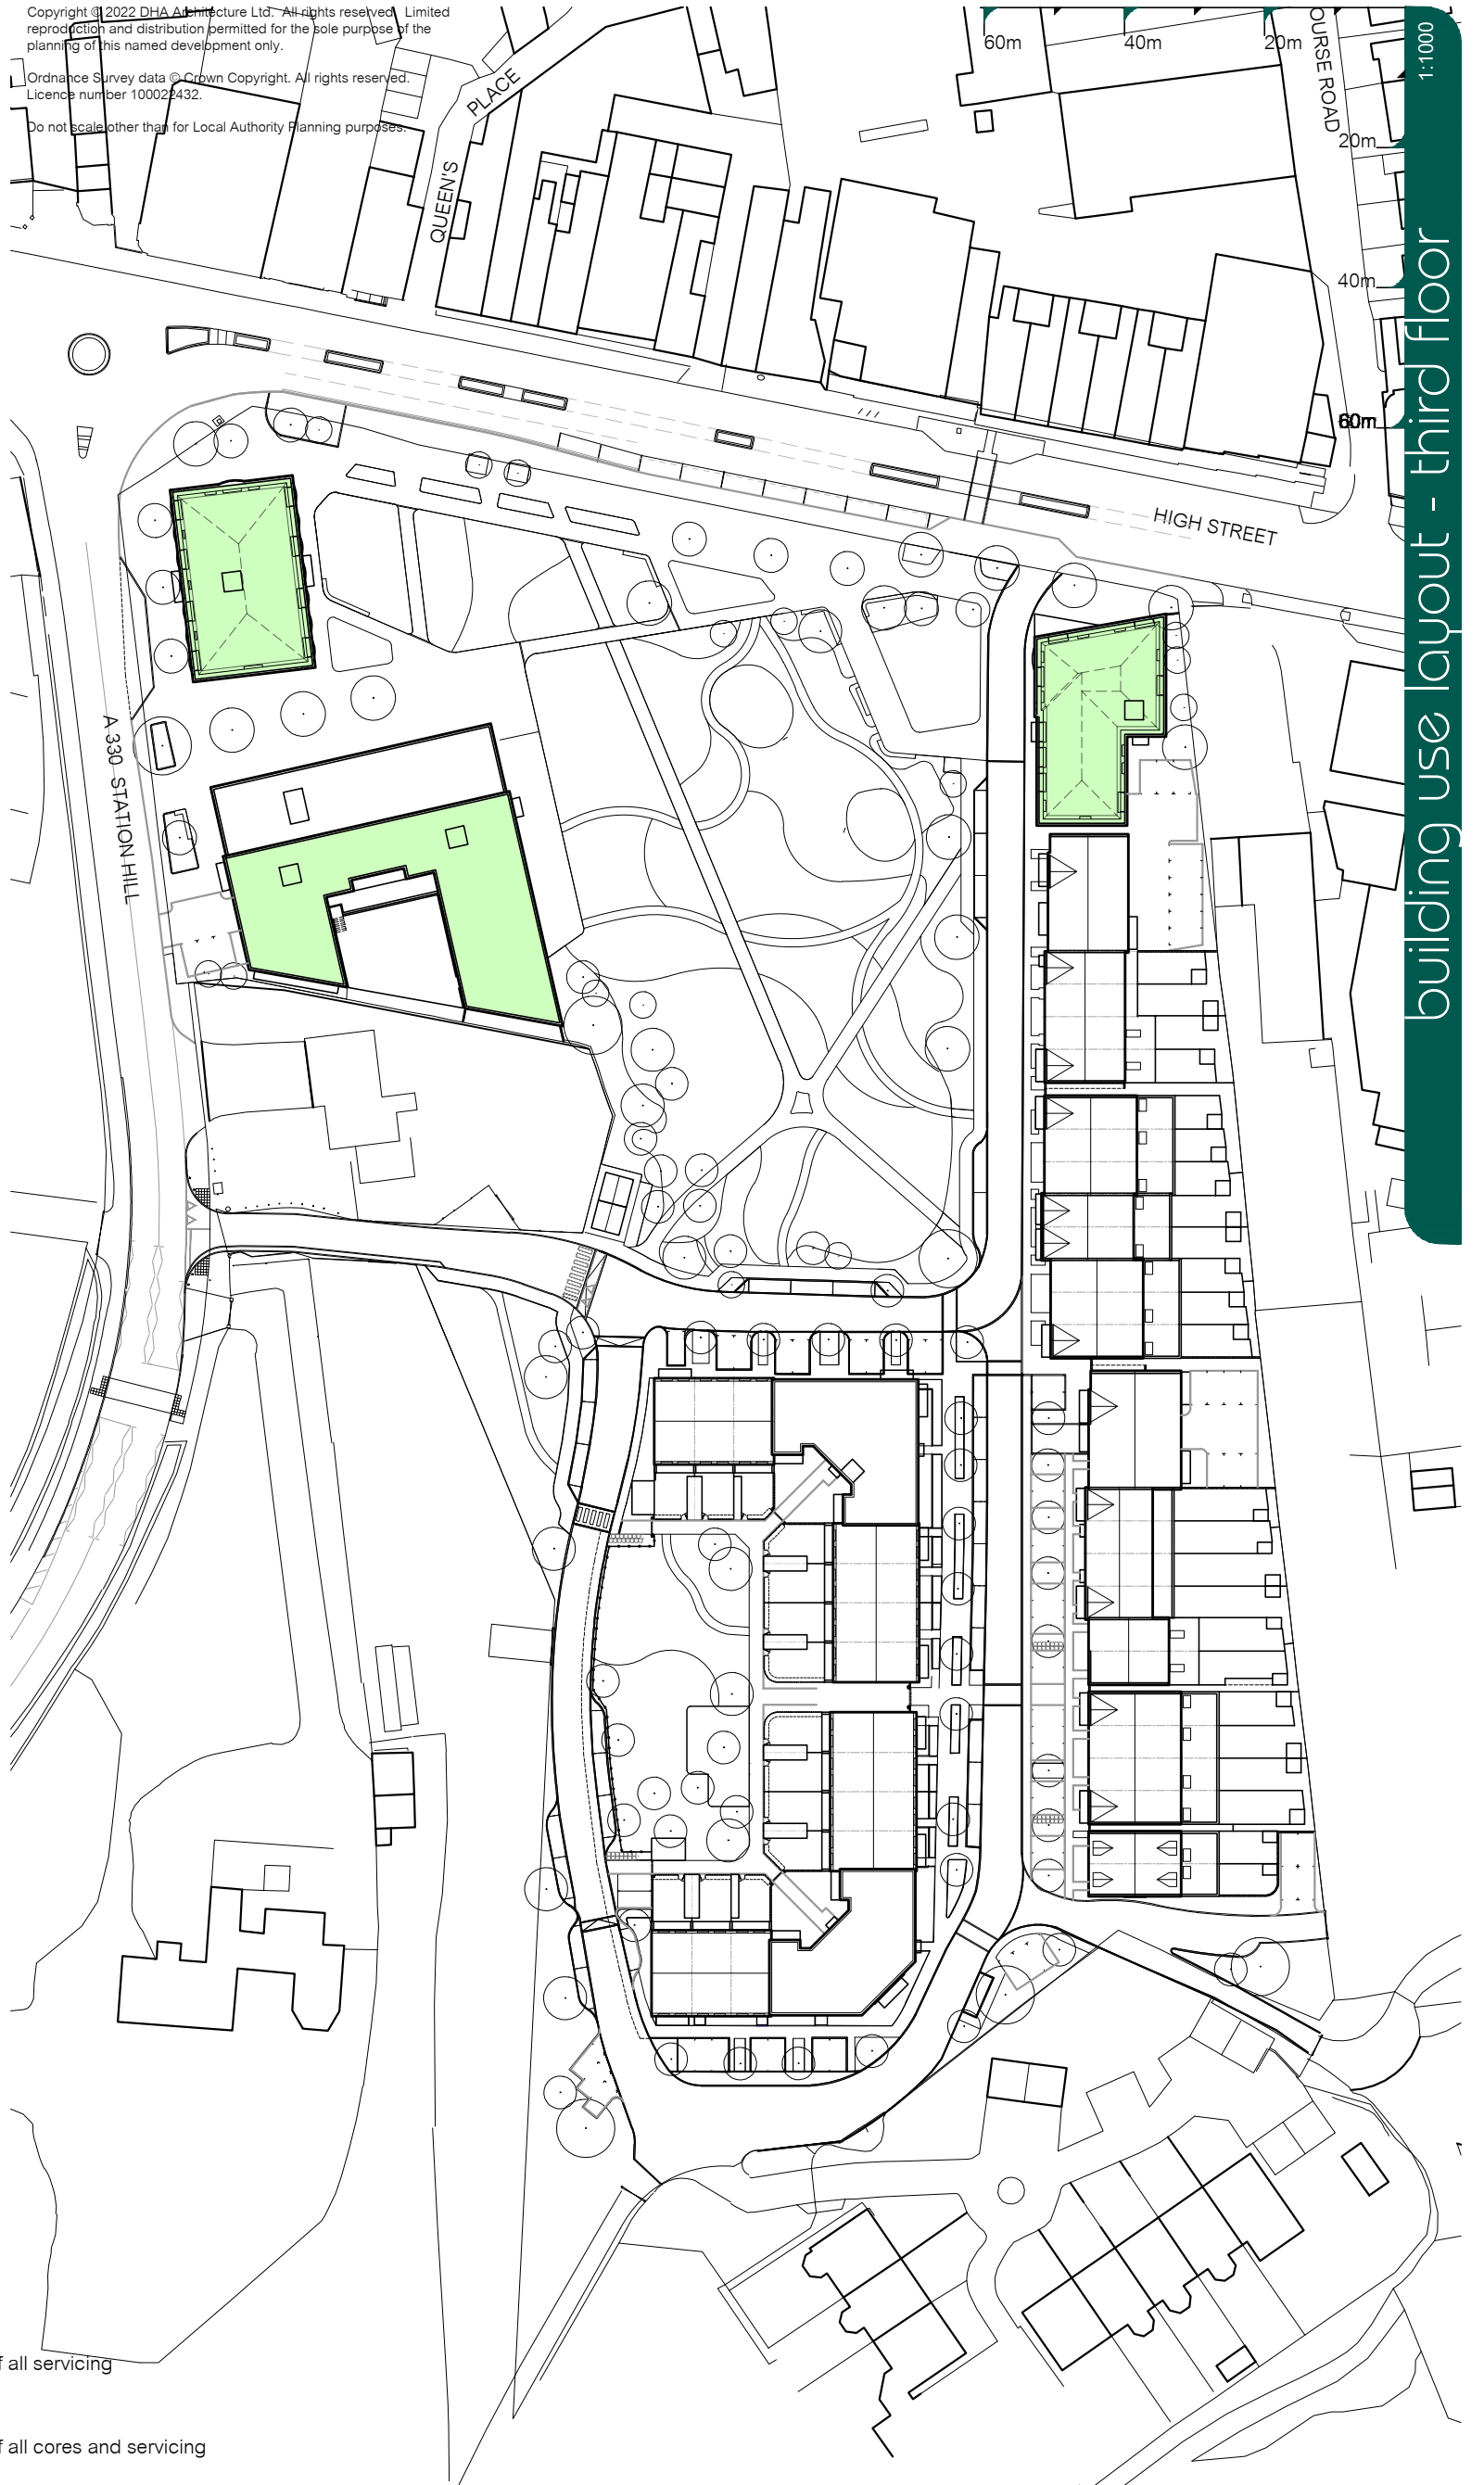 Copyright © 2022 DHA Architecture Ltd. All rights reserved. Limited
reproduction and distribution permitted for the sole purpose of the
planning of this named development only.
Ordnance Survey data © Crown Copyright. All rights reserved.
Licence number 100022432.
Do not scale other than for Local Authority Planning purposes.
60m
40m
20m
1:1000
OURSE ROAD
20m
40m
60m
PLACE
QUEEN'S
building use layout - third floor
HIGH STREET
A 330 STATION HILL
f all servicing
f all cores and servicing